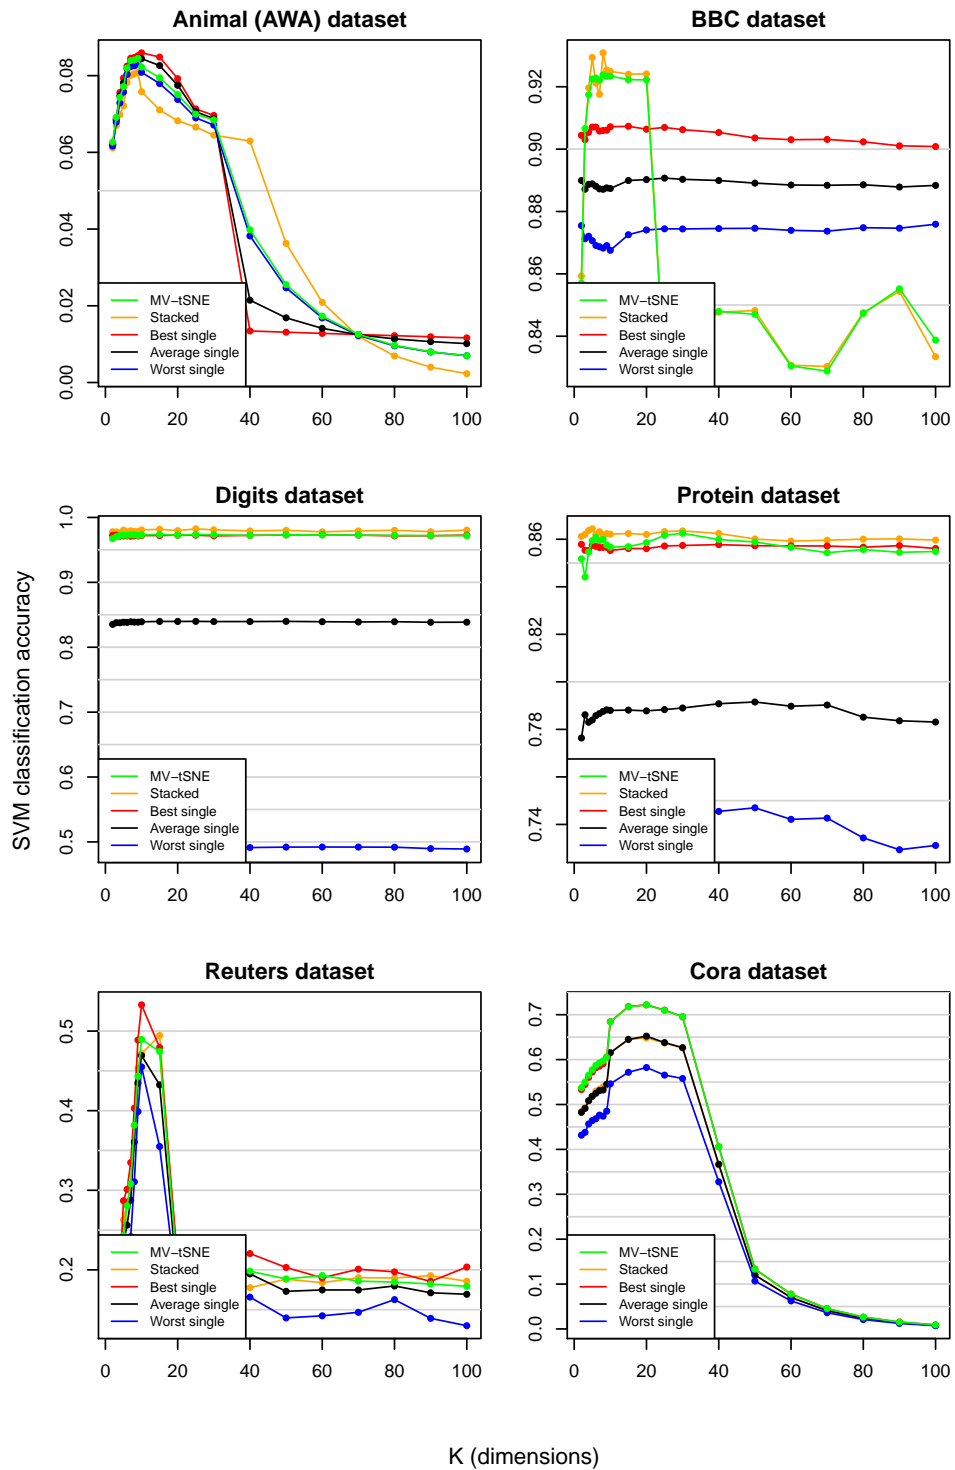 Animal (AWA) dataset
BBC dataset
0.00 0.02 0.04 0.06 0.08
MV−tSNE
Stacked
Best single
Average single
Worst single
0 20 40 60 80 100
0.84 0.86 0.88 0.90 0.92
MV−tSNE
Stacked
Best single
Average single
Worst single
0 20 40 60 80 100
SVM classification accuracy
Digits dataset
Protein dataset
0.5 0.6 0.7 0.8 0.9 1.0
MV−tSNE
Stacked
Best single
Average single
Worst single
0 20 40 60 80 100
0.74 0.78 0.82 0.86
MV−tSNE
Stacked
Best single
Average single
Worst single
0 20 40 60 80 100
Reuters dataset
Cora dataset
0.2 0.3 0.4 0.5
MV−tSNE
Stacked
Best single
Average single
Worst single
0 20 40 60 80 100
0.0 0.1 0.2 0.3 0.4 0.5 0.6 0.7
MV−tSNE
Stacked
Best single
Average single
Worst single
0 20 40 60 80 100
K (dimensions)